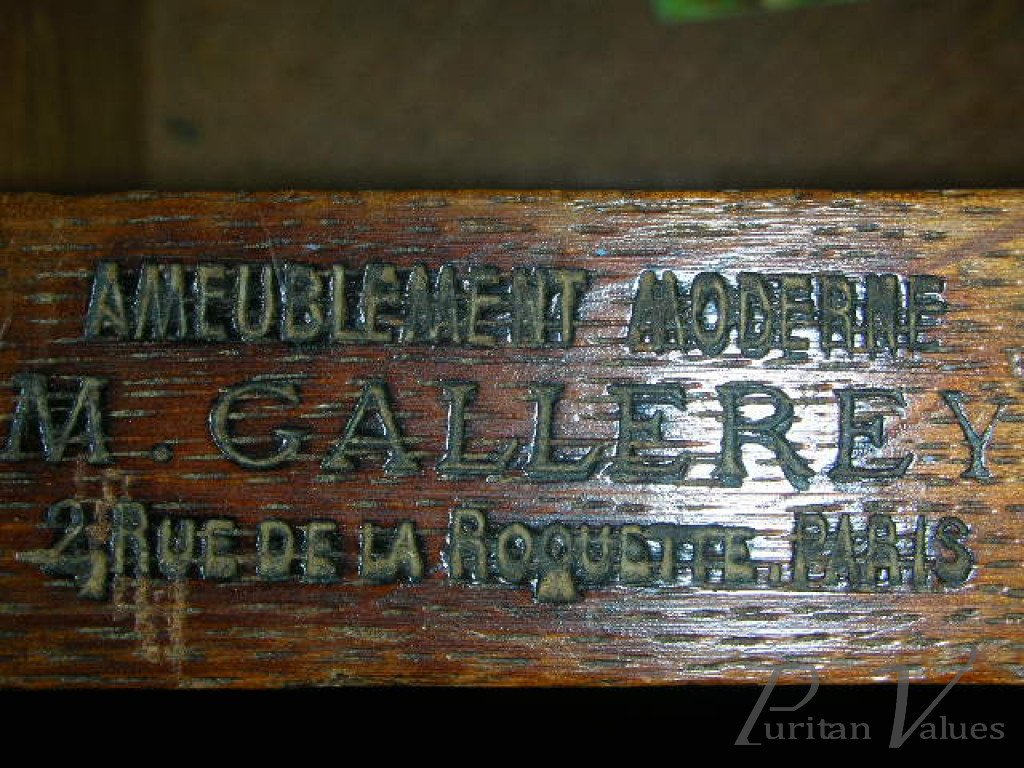 AMEUBLEMENT MODERNE
M. GALLEREY
2, RUE DE LA ROQUETTE, PARIS
Puritan Values